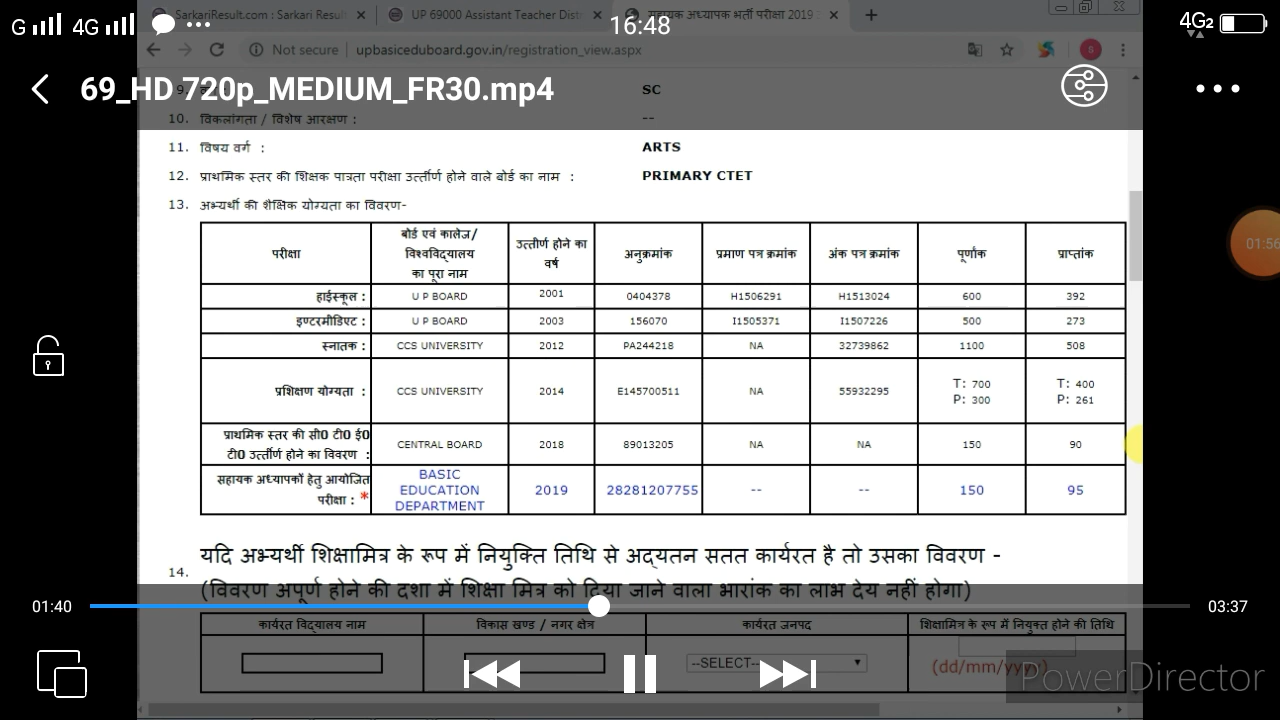 G 4G 16:48 4G2
SarkariResult.com : Sarkari Resul × UP 69000 Assistant Teacher Dist × सहायक अध्यापक भर्ती परीक्षा 2019 : × +
Not secure | upbasiceduboard.gov.in/registration_view.aspx
69_HD 720p_MEDIUM_FR30.mp4
9. SC
10. विकलांगता / विशेष आरक्षण : --
11. विषय वर्ग : ARTS
12. प्राथमिक स्तर की शिक्षक पात्रता परीक्षा उत्तीर्ण होने वाले बोर्ड का नाम : PRIMARY CTET
13. अभ्यर्थी की शैक्षिक योग्यता का विवरण-
परीक्षा बोर्ड एवं कालेज/ विश्वविद्यालय का पूरा नाम उत्तीर्ण होने का वर्ष अनुक्रमांक प्रमाण पत्र क्रमांक अंक पत्र क्रमांक पूर्णांक प्राप्तांक
हाईस्कूल : U P BOARD 2001 0404378 H1506291 H1513024 600 392
इण्टरमीडिएट : U P BOARD 2003 156070 I1505371 I1507226 500 273
स्नातक : CCS UNIVERSITY 2012 PA244218 NA 32739862 1100 508
प्रशिक्षण योग्यता : CCS UNIVERSITY 2014 E145700511 NA 55932295 T: 700 P: 300 T: 400 P: 261
प्राथमिक स्तर की सी0 टी0 ई0 टी0 उत्तीर्ण होने का विवरण : CENTRAL BOARD 2018 89013205 NA NA 150 90
सहायक अध्यापकों हेतु आयोजित परीक्षा : * BASIC EDUCATION DEPARTMENT 2019 28281207755 -- -- 150 95
01:56
14. यदि अभ्यर्थी शिक्षामित्र के रूप में नियुक्ति तिथि से अद्यतन सतत कार्यरत है तो उसका विवरण -
(विवरण अपूर्ण होने की दशा में शिक्षा मित्र को दिया जाने वाला भारांक का लाभ देय नहीं होगा)
01:40 03:37
कार्यरत विद्यालय नाम विकास खण्ड / नगर क्षेत्र कार्यरत जनपद शिक्षामित्र के रूप में नियुक्त होने की तिथि
--SELECT--
(dd/mm/yyyy)
PowerDirector